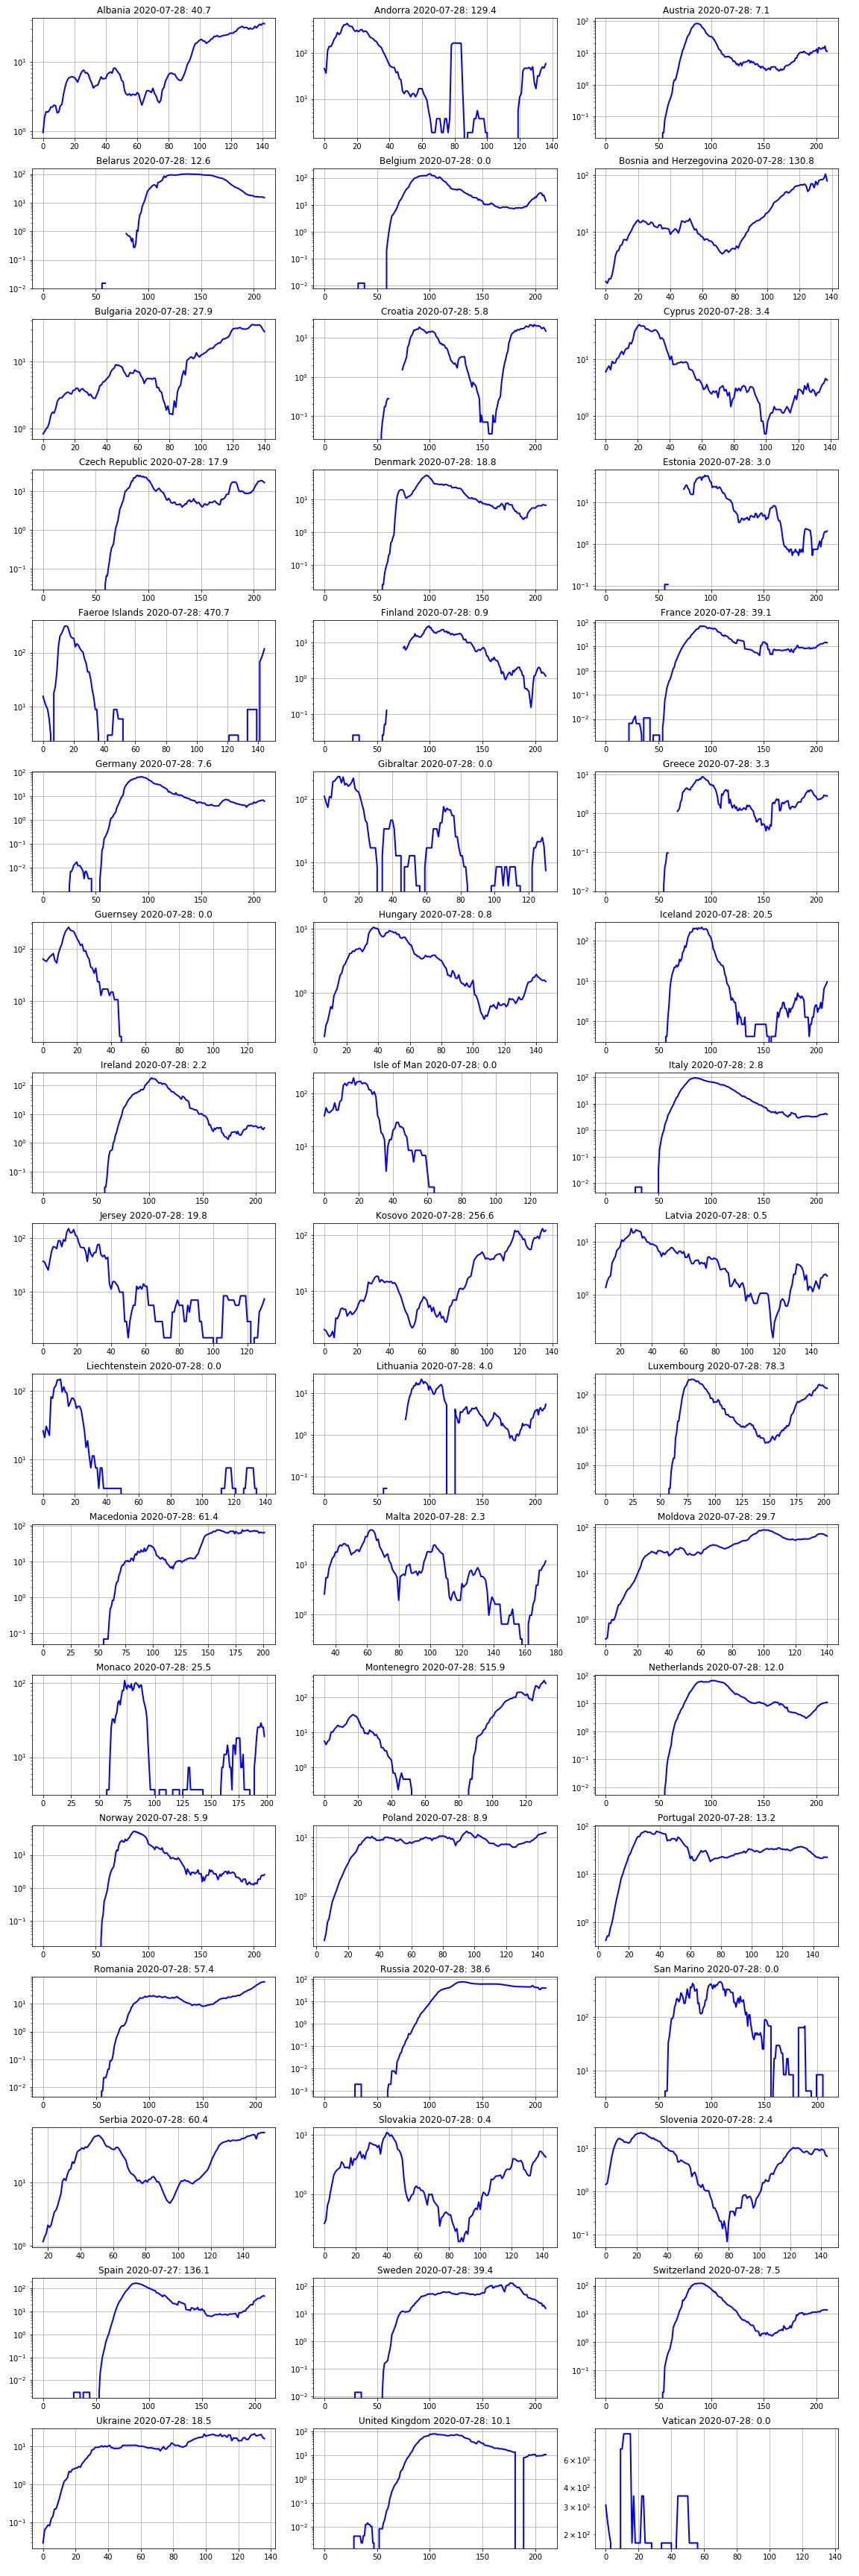 Albania 2020-07-28: 40.7
Andorra 2020-07-28: 129.4
Austria 2020-07-28: 7.1
Belarus 2020-07-28: 12.6
Belgium 2020-07-28: 0.0
Bosnia and Herzegovina 2020-07-28: 130.8
Bulgaria 2020-07-28: 27.9
Croatia 2020-07-28: 5.8
Cyprus 2020-07-28: 3.4
Czech Republic 2020-07-28: 17.9
Denmark 2020-07-28: 18.8
Estonia 2020-07-28: 3.0
Faeroe Islands 2020-07-28: 470.7
Finland 2020-07-28: 0.9
France 2020-07-28: 39.1
Germany 2020-07-28: 7.6
Gibraltar 2020-07-28: 0.0
Greece 2020-07-28: 3.3
Guernsey 2020-07-28: 0.0
Hungary 2020-07-28: 0.8
Iceland 2020-07-28: 20.5
Ireland 2020-07-28: 2.2
Isle of Man 2020-07-28: 0.0
Italy 2020-07-28: 2.8
Jersey 2020-07-28: 19.8
Kosovo 2020-07-28: 256.6
Latvia 2020-07-28: 0.5
Liechtenstein 2020-07-28: 0.0
Lithuania 2020-07-28: 4.0
Luxembourg 2020-07-28: 78.3
Macedonia 2020-07-28: 61.4
Malta 2020-07-28: 2.3
Moldova 2020-07-28: 29.7
Monaco 2020-07-28: 25.5
Montenegro 2020-07-28: 515.9
Netherlands 2020-07-28: 12.0
Norway 2020-07-28: 5.9
Poland 2020-07-28: 8.9
Portugal 2020-07-28: 13.2
Romania 2020-07-28: 57.4
Russia 2020-07-28: 38.6
San Marino 2020-07-28: 0.0
Serbia 2020-07-28: 60.4
Slovakia 2020-07-28: 0.4
Slovenia 2020-07-28: 2.4
Spain 2020-07-27: 136.1
Sweden 2020-07-28: 39.4
Switzerland 2020-07-28: 7.5
Ukraine 2020-07-28: 18.5
United Kingdom 2020-07-28: 10.1
Vatican 2020-07-28: 0.0